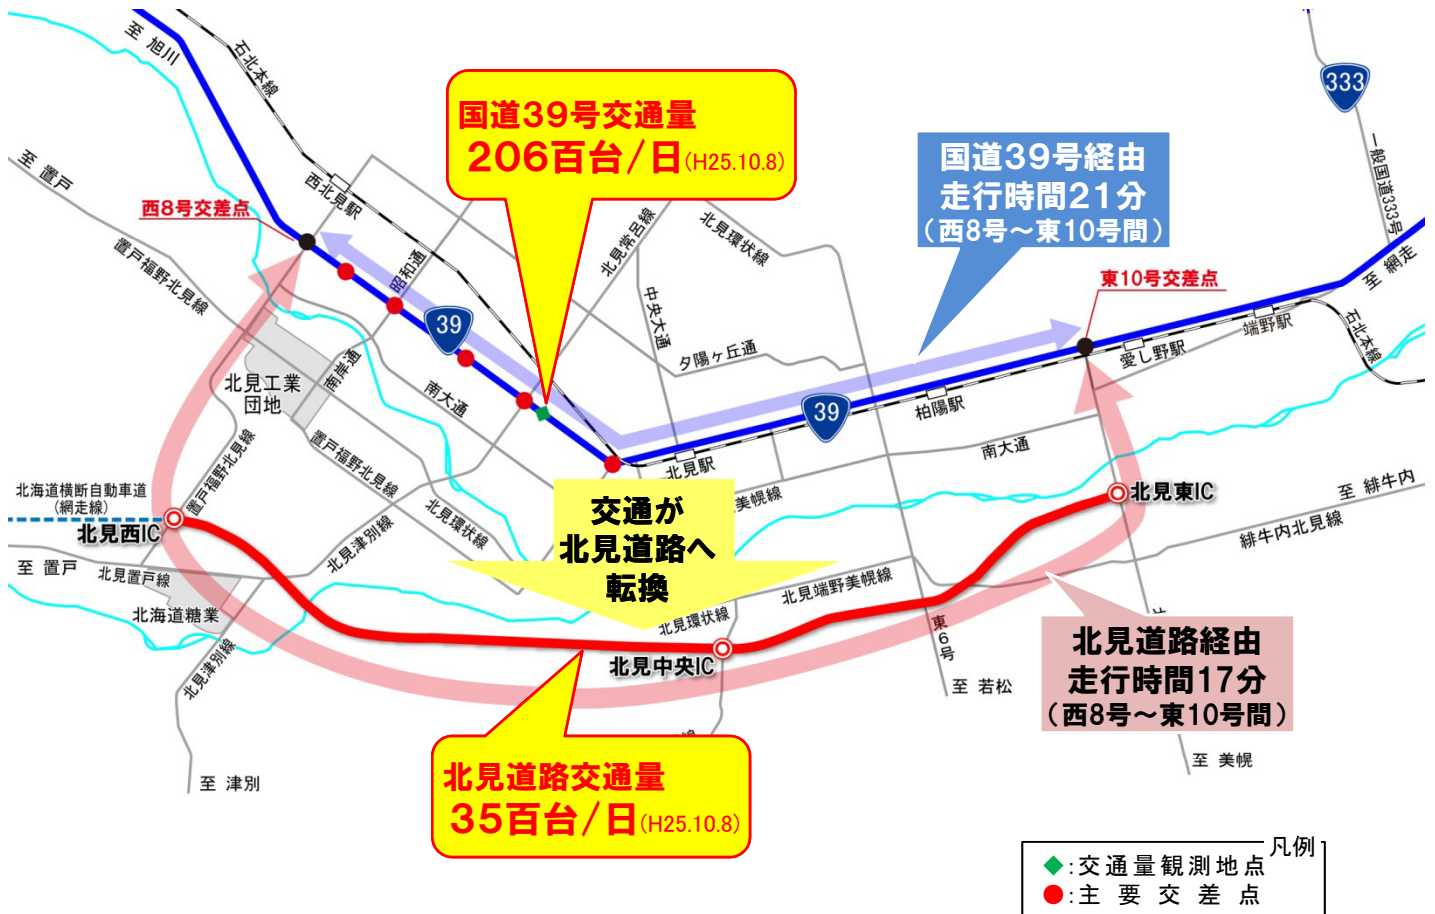 至 旭川
石北本線
国道39号交通量
206百台/日(H25.10.8)
333
一般国道333号
国道39号経由
走行時間21分
(西8号～東10号間)
至 置戸
西8号交差点
西北見駅
北見常呂線
北見環状線
置戸福野北見線
昭和通
39
中央大通
夕陽ヶ丘通
東10号交差点
至 網走
端野駅
石北本線
愛し野駅
柏陽駅
39
北見工業
団地
南岸通
南大通
置戸福野北見線
置戸福野北見線
北見駅
南大通
美幌線
北海道横断自動車道
(網走線)
北見西IC
北見環状線
北見津別線
交通が
北見道路へ
転換
北見東IC
至 緋牛内
緋牛内北見線
至 置戸
北見置戸線
北海道糖業
北見津別線
北見環状線
北見端野美幌線
北見中央IC
東6号
至 若松
北見道路経由
走行時間17分
(西8号～東10号間)
至 美幌
至 津別
北見道路交通量
35百台/日(H25.10.8)
凡例
:交通量観測地点
:主要交差点